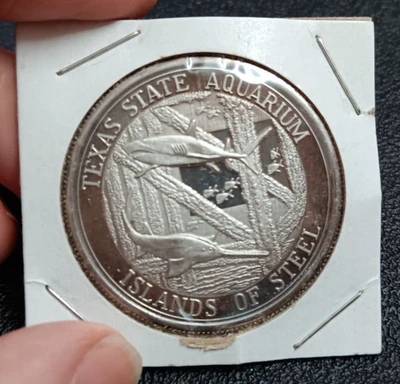 TEXAS STATE AQUARIUM
ISLANDS OF STEEL